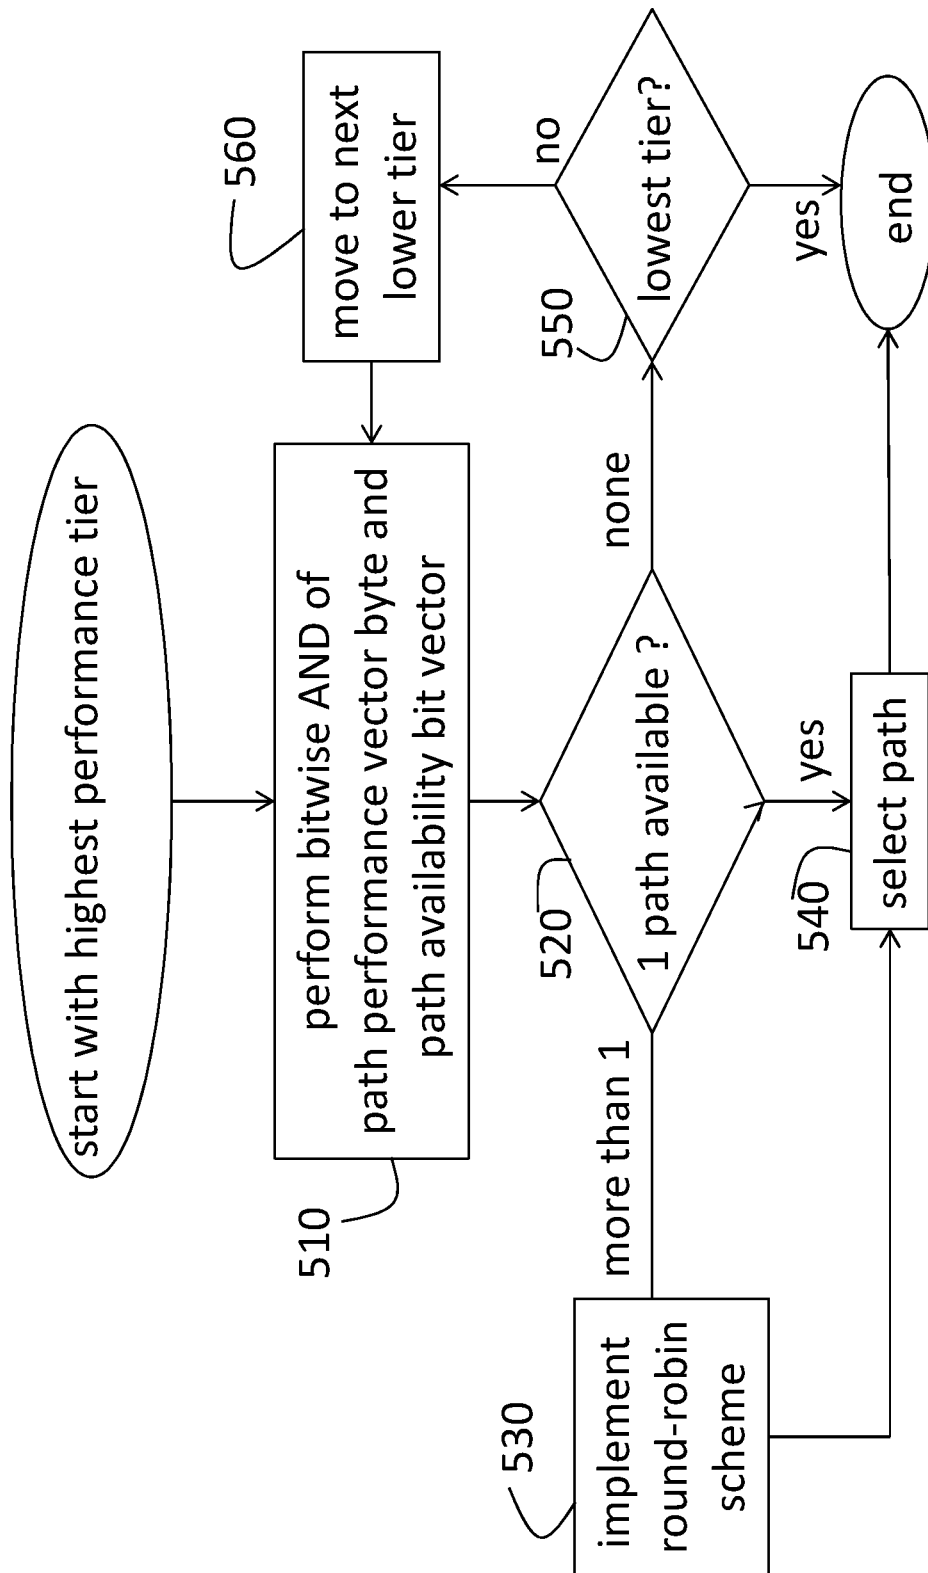 start with highest performance tier
510
perform bitwise AND of
path performance vector byte and
path availability bit vector
560
move to next
lower tier
520
1 path available ?
more than 1
none
yes
530
implement
round-robin
scheme
550
lowest tier?
no
yes
540
select path
end